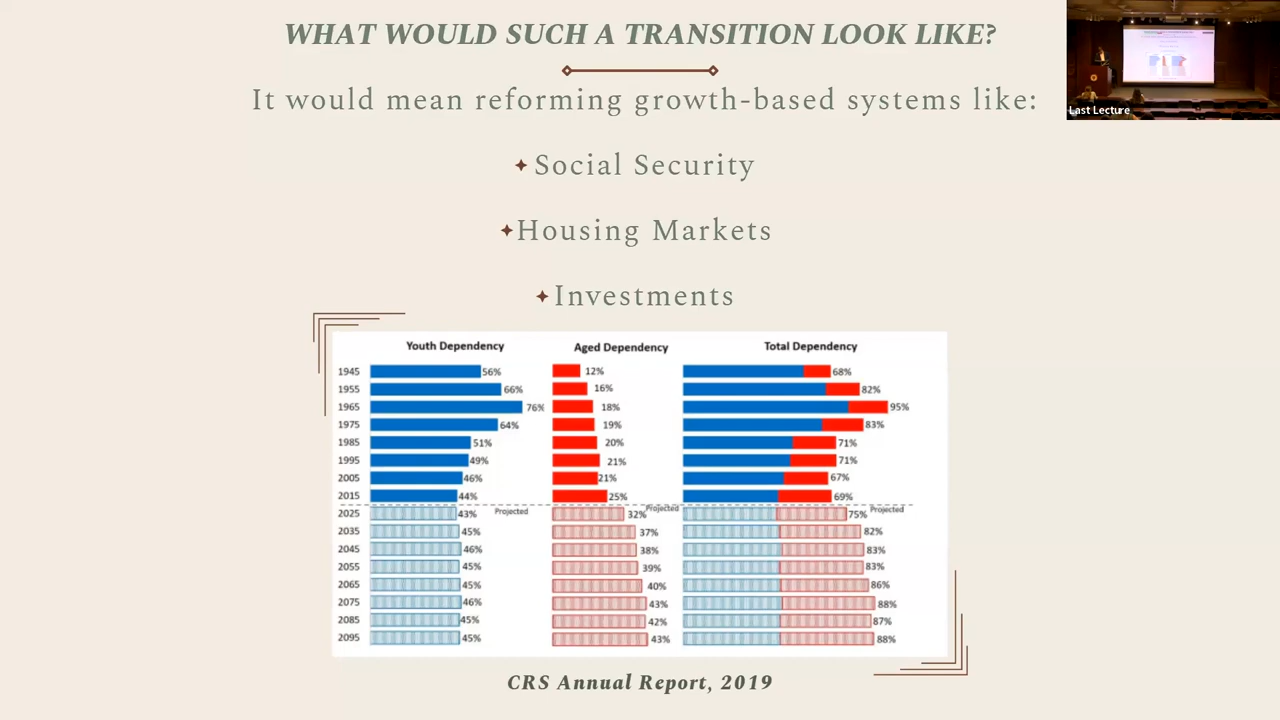 WHAT WOULD SUCH A TRANSITION LOOK LIKE?
It would mean reforming growth-based systems like:
Social Security
Housing Markets
Investments
Last Lecture
Youth Dependency Aged Dependency Total Dependency
1945 56% 12% 68%
1955 66% 16% 82%
1965 76% 18% 95%
1975 64% 19% 83%
1985 51% 20% 71%
1995 49% 21% 71%
2005 46% 21% 67%
2015 44% 25% 69%
2025 43% Projected 32% Projected 75% Projected
2035 45% 37% 82%
2045 46% 38% 83%
2055 45% 39% 83%
2065 45% 40% 86%
2075 46% 43% 88%
2085 45% 42% 87%
2095 45% 43% 88%
CRS Annual Report, 2019